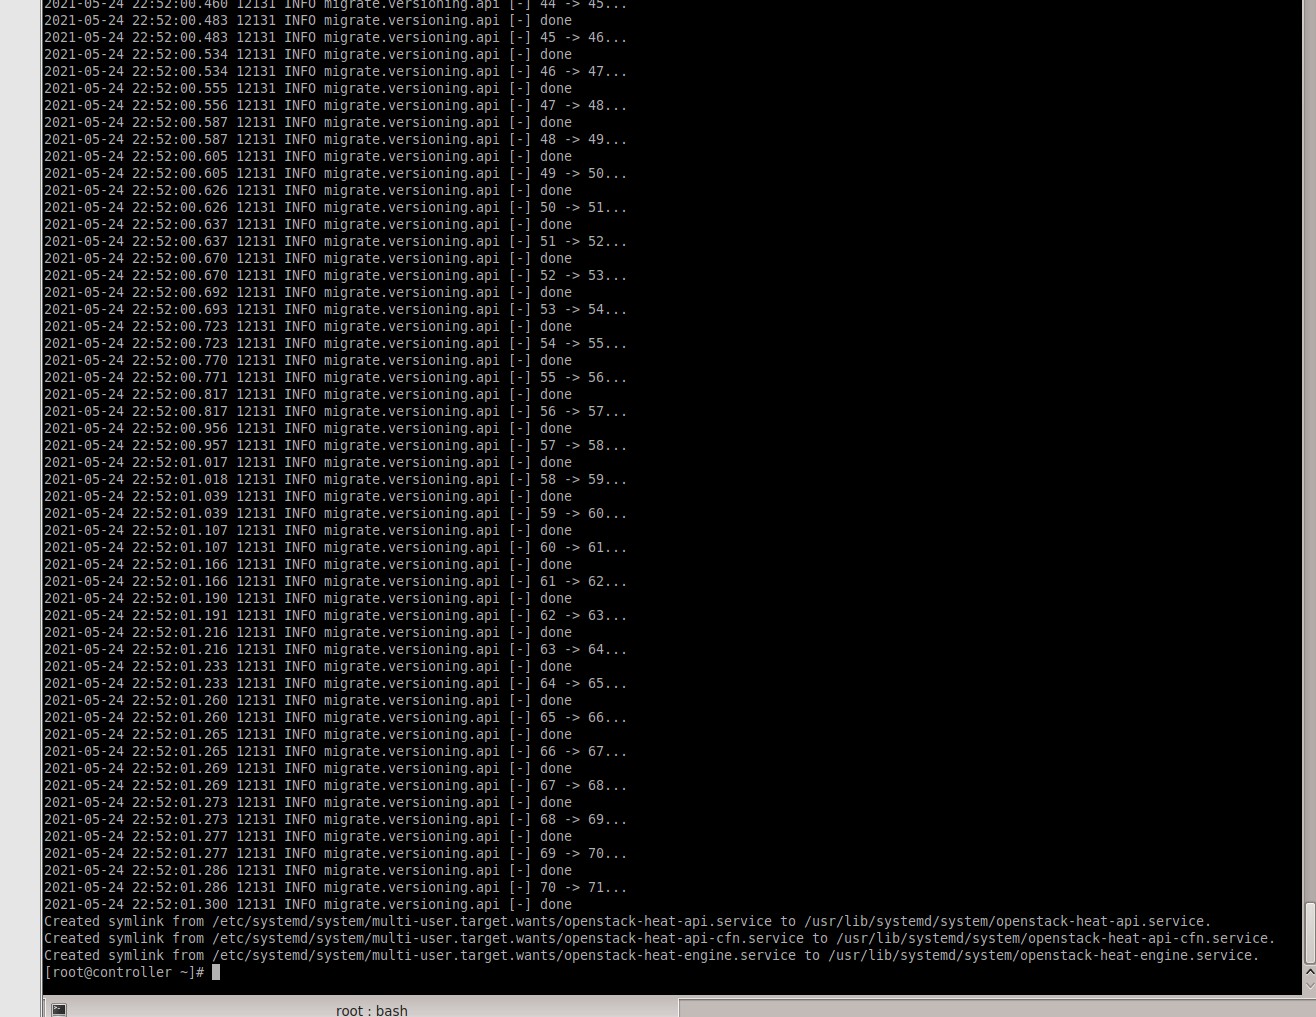 2021-05-24 22:52:00.460 12131 INFO migrate.versioning.api [-] 44 -> 45...
2021-05-24 22:52:00.483 12131 INFO migrate.versioning.api [-] done
2021-05-24 22:52:00.483 12131 INFO migrate.versioning.api [-] 45 -> 46...
2021-05-24 22:52:00.534 12131 INFO migrate.versioning.api [-] done
2021-05-24 22:52:00.534 12131 INFO migrate.versioning.api [-] 46 -> 47...
2021-05-24 22:52:00.555 12131 INFO migrate.versioning.api [-] done
2021-05-24 22:52:00.556 12131 INFO migrate.versioning.api [-] 47 -> 48...
2021-05-24 22:52:00.587 12131 INFO migrate.versioning.api [-] done
2021-05-24 22:52:00.587 12131 INFO migrate.versioning.api [-] 48 -> 49...
2021-05-24 22:52:00.605 12131 INFO migrate.versioning.api [-] done
2021-05-24 22:52:00.605 12131 INFO migrate.versioning.api [-] 49 -> 50...
2021-05-24 22:52:00.626 12131 INFO migrate.versioning.api [-] done
2021-05-24 22:52:00.626 12131 INFO migrate.versioning.api [-] 50 -> 51...
2021-05-24 22:52:00.637 12131 INFO migrate.versioning.api [-] done
2021-05-24 22:52:00.637 12131 INFO migrate.versioning.api [-] 51 -> 52...
2021-05-24 22:52:00.670 12131 INFO migrate.versioning.api [-] done
2021-05-24 22:52:00.670 12131 INFO migrate.versioning.api [-] 52 -> 53...
2021-05-24 22:52:00.692 12131 INFO migrate.versioning.api [-] done
2021-05-24 22:52:00.693 12131 INFO migrate.versioning.api [-] 53 -> 54...
2021-05-24 22:52:00.723 12131 INFO migrate.versioning.api [-] done
2021-05-24 22:52:00.723 12131 INFO migrate.versioning.api [-] 54 -> 55...
2021-05-24 22:52:00.770 12131 INFO migrate.versioning.api [-] done
2021-05-24 22:52:00.771 12131 INFO migrate.versioning.api [-] 55 -> 56...
2021-05-24 22:52:00.817 12131 INFO migrate.versioning.api [-] done
2021-05-24 22:52:00.817 12131 INFO migrate.versioning.api [-] 56 -> 57...
2021-05-24 22:52:00.956 12131 INFO migrate.versioning.api [-] done
2021-05-24 22:52:00.957 12131 INFO migrate.versioning.api [-] 57 -> 58...
2021-05-24 22:52:01.017 12131 INFO migrate.versioning.api [-] done
2021-05-24 22:52:01.018 12131 INFO migrate.versioning.api [-] 58 -> 59...
2021-05-24 22:52:01.039 12131 INFO migrate.versioning.api [-] done
2021-05-24 22:52:01.039 12131 INFO migrate.versioning.api [-] 59 -> 60...
2021-05-24 22:52:01.107 12131 INFO migrate.versioning.api [-] done
2021-05-24 22:52:01.107 12131 INFO migrate.versioning.api [-] 60 -> 61...
2021-05-24 22:52:01.166 12131 INFO migrate.versioning.api [-] done
2021-05-24 22:52:01.166 12131 INFO migrate.versioning.api [-] 61 -> 62...
2021-05-24 22:52:01.190 12131 INFO migrate.versioning.api [-] done
2021-05-24 22:52:01.191 12131 INFO migrate.versioning.api [-] 62 -> 63...
2021-05-24 22:52:01.216 12131 INFO migrate.versioning.api [-] done
2021-05-24 22:52:01.216 12131 INFO migrate.versioning.api [-] 63 -> 64...
2021-05-24 22:52:01.233 12131 INFO migrate.versioning.api [-] done
2021-05-24 22:52:01.233 12131 INFO migrate.versioning.api [-] 64 -> 65...
2021-05-24 22:52:01.260 12131 INFO migrate.versioning.api [-] done
2021-05-24 22:52:01.260 12131 INFO migrate.versioning.api [-] 65 -> 66...
2021-05-24 22:52:01.265 12131 INFO migrate.versioning.api [-] done
2021-05-24 22:52:01.265 12131 INFO migrate.versioning.api [-] 66 -> 67...
2021-05-24 22:52:01.269 12131 INFO migrate.versioning.api [-] done
2021-05-24 22:52:01.269 12131 INFO migrate.versioning.api [-] 67 -> 68...
2021-05-24 22:52:01.273 12131 INFO migrate.versioning.api [-] done
2021-05-24 22:52:01.273 12131 INFO migrate.versioning.api [-] 68 -> 69...
2021-05-24 22:52:01.277 12131 INFO migrate.versioning.api [-] done
2021-05-24 22:52:01.277 12131 INFO migrate.versioning.api [-] 69 -> 70...
2021-05-24 22:52:01.286 12131 INFO migrate.versioning.api [-] done
2021-05-24 22:52:01.286 12131 INFO migrate.versioning.api [-] 70 -> 71...
2021-05-24 22:52:01.300 12131 INFO migrate.versioning.api [-] done
Created symlink from /etc/systemd/system/multi-user.target.wants/openstack-heat-api.service to /usr/lib/systemd/system/openstack-heat-api.service.
Created symlink from /etc/systemd/system/multi-user.target.wants/openstack-heat-api-cfn.service to /usr/lib/systemd/system/openstack-heat-api-cfn.service.
Created symlink from /etc/systemd/system/multi-user.target.wants/openstack-heat-engine.service to /usr/lib/systemd/system/openstack-heat-engine.service.
[root@controller ~]#
root : bash